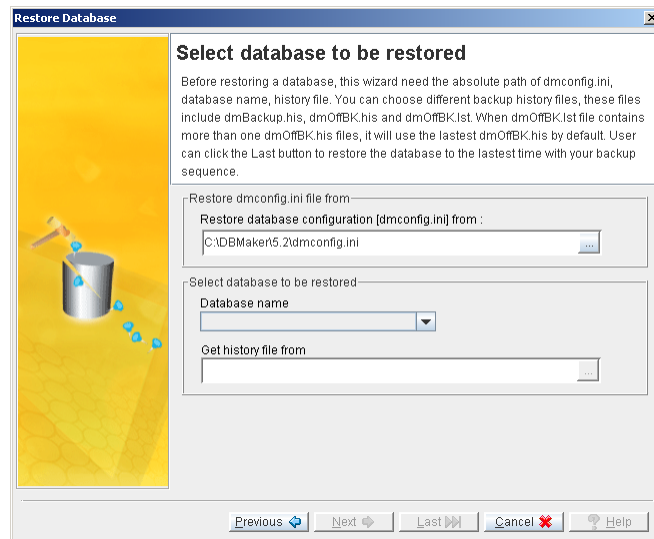 Restore Database
Select database to be restored
Before restoring a database, this wizard need the absolute path of dmconfig.ini,
database name, history file. You can choose different backup history files, these files
include dmBackup.his, dmOffBK.his and dmOffBK.lst. When dmOffBK.lst file contains
more than one dmOffBK.his files, it will use the lastest dmOffBK.his by default. User
can click the Last button to restore the database to the lastest time with your backup
sequence.
Restore dmconfig.ini file from
Restore database configuration [dmconfig.ini] from :
C:\DBMaker\5.2\dmconfig.ini
...
Select database to be restored
Database name
Get history file from
...
Previous Next Last Cancel Help